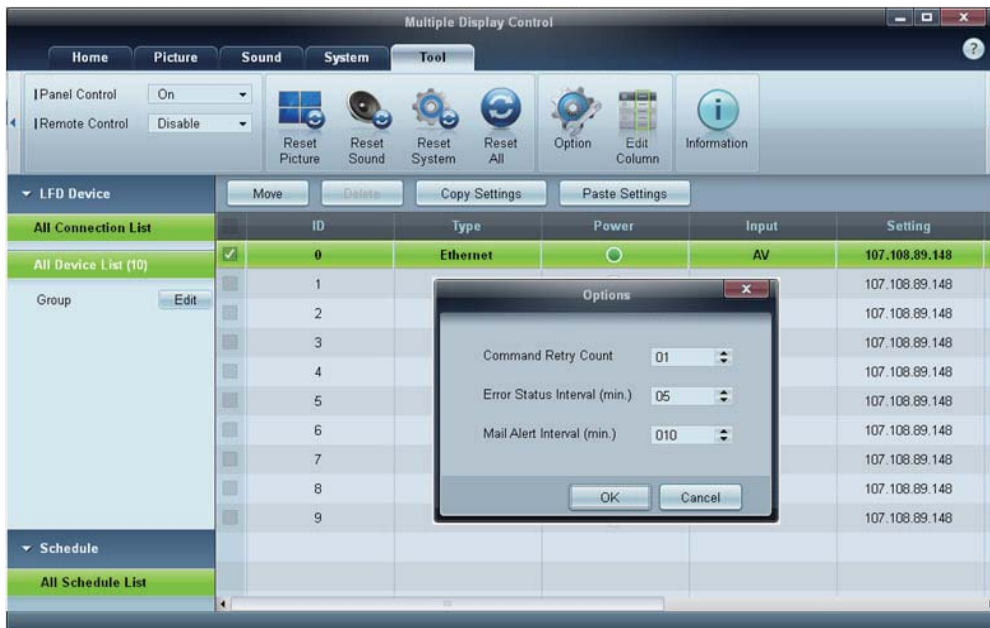 Multiple Display Control
Home Picture Sound System Tool
?
Panel Control On
Remote Control Disable
Reset Picture
Reset Sound
Reset System
Reset All
Option
Edit Column
Information
LFD Device
Move Delete Copy Settings Paste Settings
All Connection List
ID Type Power Input Setting
All Device List (10)
0 Ethernet AV 107.108.89.148
Group Edit
1 107.108.89.148
2 107.108.89.148
3 107.108.89.148
4 107.108.89.148
5 107.108.89.148
6 107.108.89.148
7 107.108.89.148
8 107.108.89.148
9 107.108.89.148
Options
Command Retry Count 01
Error Status Interval (min.) 05
Mail Alert Interval (min.) 010
OK Cancel
Schedule
All Schedule List